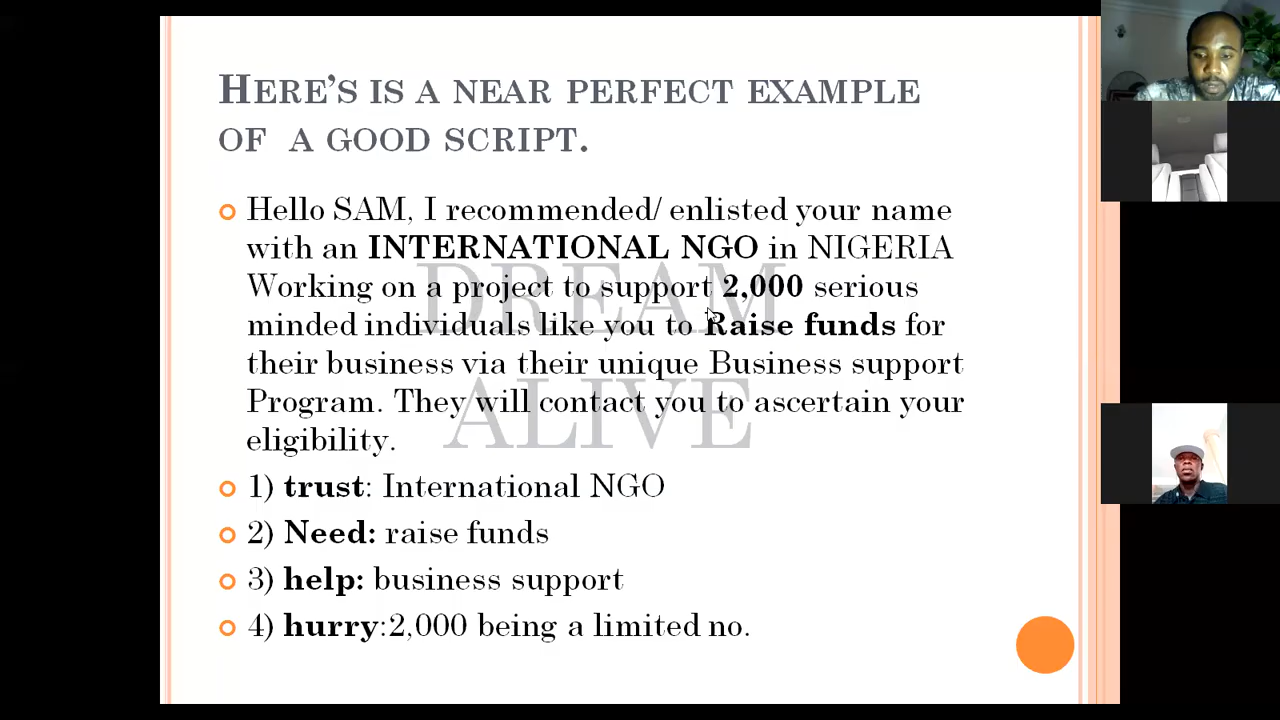 HERE'S IS A NEAR PERFECT EXAMPLE
OF A GOOD SCRIPT.
Hello SAM, I recommended/ enlisted your name
with an INTERNATIONAL NGO in NIGERIA
Working on a project to support 2,000 serious
minded individuals like you to Raise funds for
their business via their unique Business support
Program. They will contact you to ascertain your
eligibility.
DREAM
ALIVE
1) trust: International NGO
2) Need: raise funds
3) help: business support
4) hurry:2,000 being a limited no.